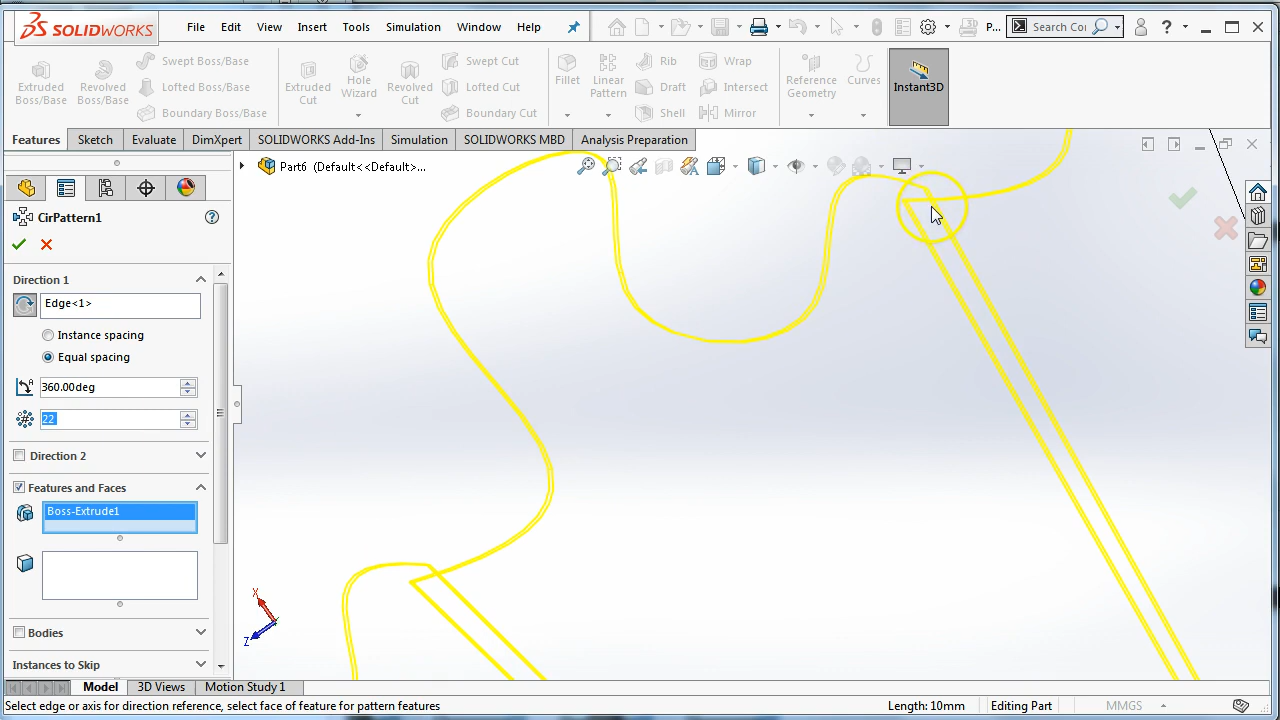 SOLIDWORKS File Edit View Insert Tools Simulation Window Help P... Search Co
Extruded Boss/Base
Revolved Boss/Base
Swept Boss/Base
Lofted Boss/Base
Boundary Boss/Base
Extruded Cut
Hole Wizard
Revolved Cut
Swept Cut
Lofted Cut
Boundary Cut
Fillet
Linear Pattern
Rib
Draft
Shell
Wrap
Intersect
Mirror
Reference Geometry
Curves
Instant3D
Features Sketch Evaluate DimXpert SOLIDWORKS Add-Ins Simulation SOLIDWORKS MBD Analysis Preparation
Part6 (Default<<Default>...
CirPattern1
Direction 1
Edge<1>
Instance spacing
Equal spacing
360.00deg
22
Direction 2
Features and Faces
Boss-Extrude1
Bodies
Instances to Skip
X
Z
Model 3D Views Motion Study 1
Select edge or axis for direction reference, select face of feature for pattern features Length: 10mm Editing Part MMGS